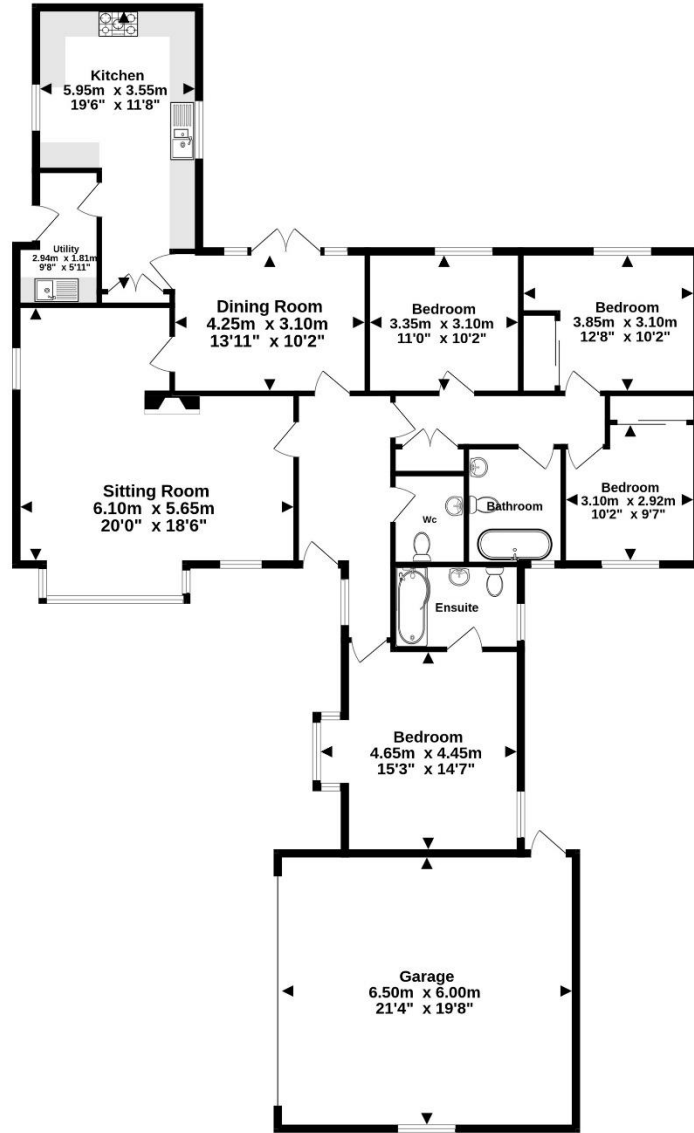 Kitchen
5.95m x 3.55m
19'6" x 11'8"
Utility
2.94m x 1.81m
9'8" x 5'11"
Dining Room
4.25m x 3.10m
13'11" x 10'2"
Bedroom
3.35m x 3.10m
11'0" x 10'2"
Bedroom
3.85m x 3.10m
12'8" x 10'2"
Sitting Room
6.10m x 5.65m
20'0" x 18'6"
Wc
Bathroom
Bedroom
3.10m x 2.92m
10'2" x 9'7"
Ensuite
Bedroom
4.65m x 4.45m
15'3" x 14'7"
Garage
6.50m x 6.00m
21'4" x 19'8"